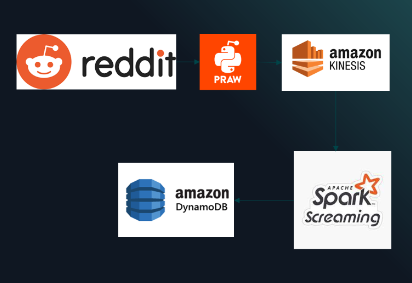 reddit
PRAW
amazon
KINESIS
APACHE
Spark
Screaming
amazon
DynamoDB